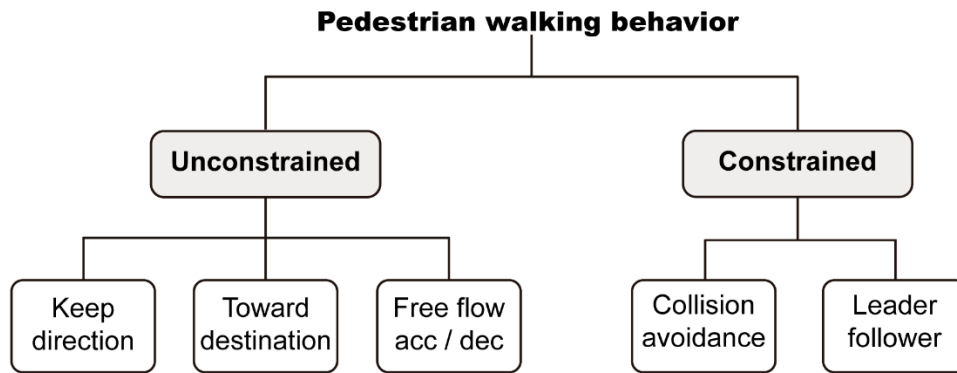 Pedestrian walking behavior
Unconstrained
Constrained
Keep
direction
Toward
destination
Free flow
acc / dec
Collision
avoidance
Leader
follower